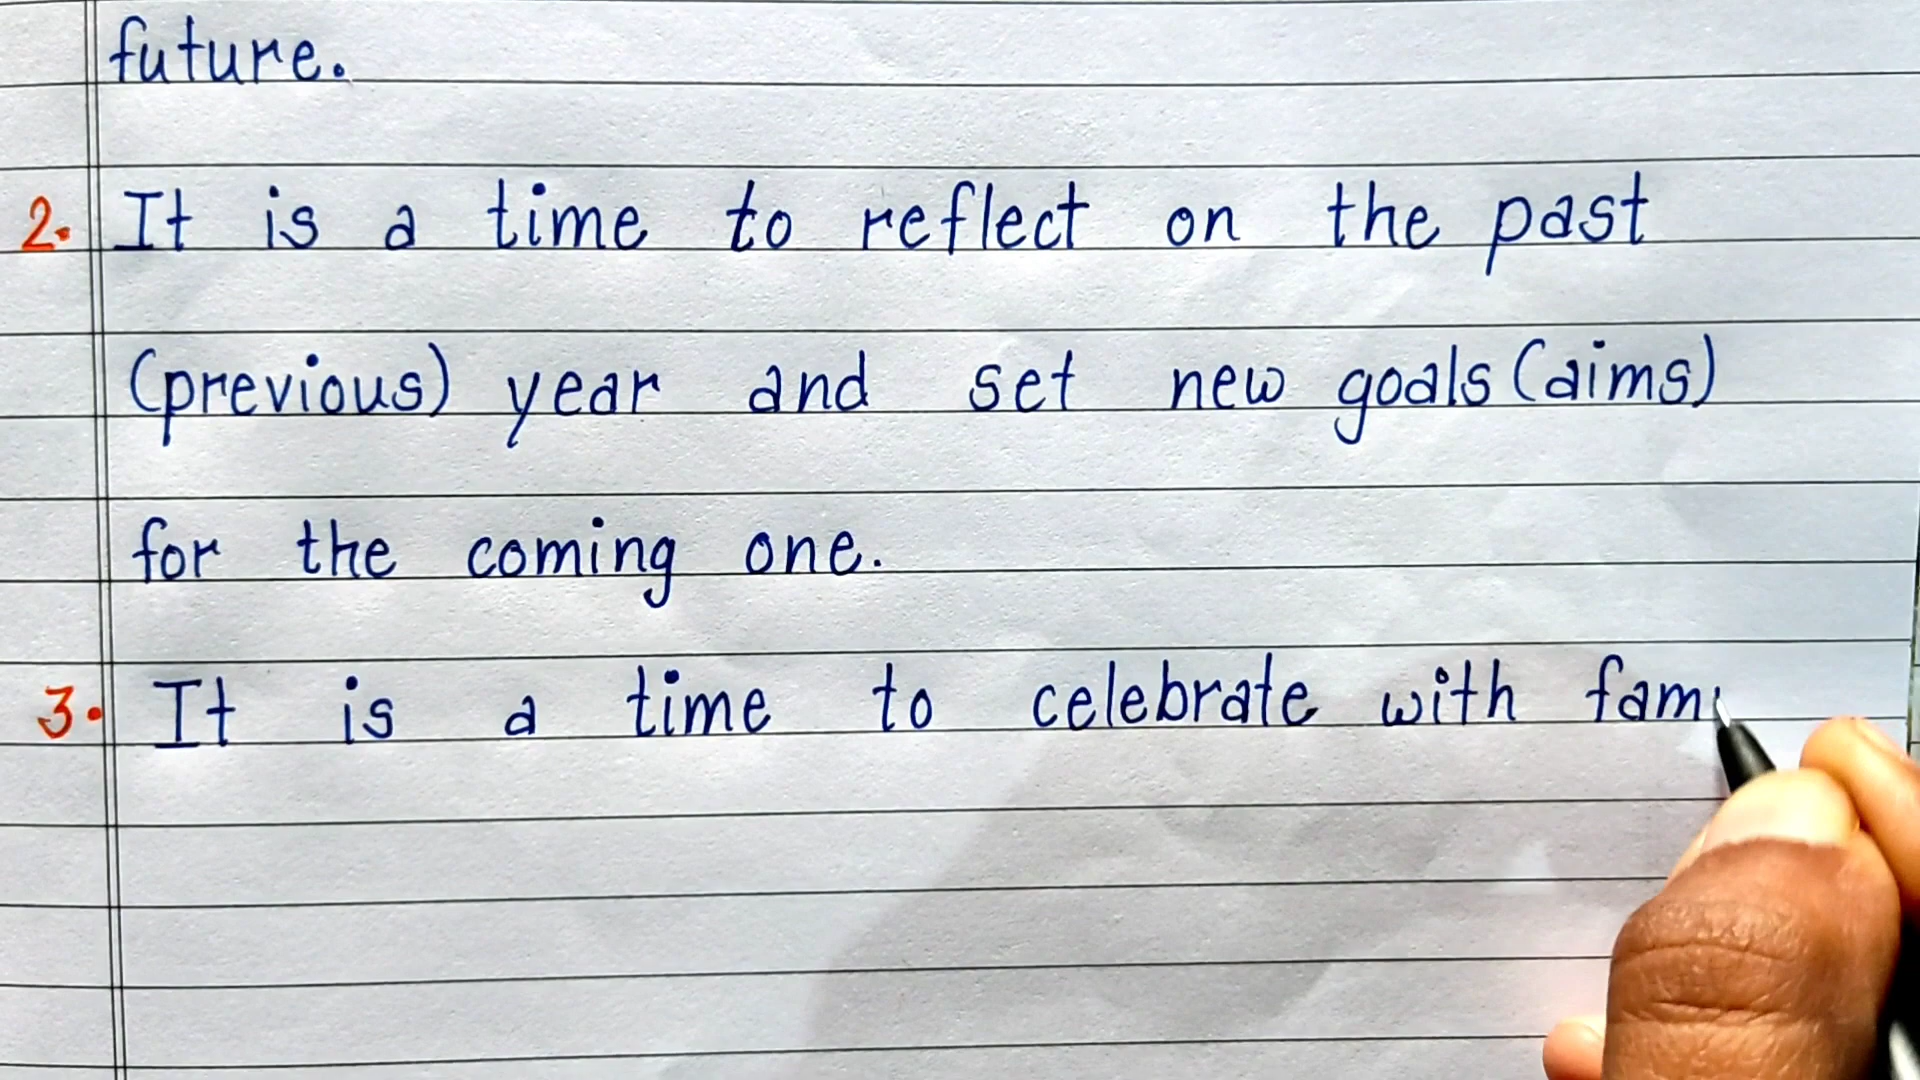 future.
2. It is a time to reflect on the past
(previous) year and set new goals (aims)
for the coming one.
3. It is a time to celebrate with fami